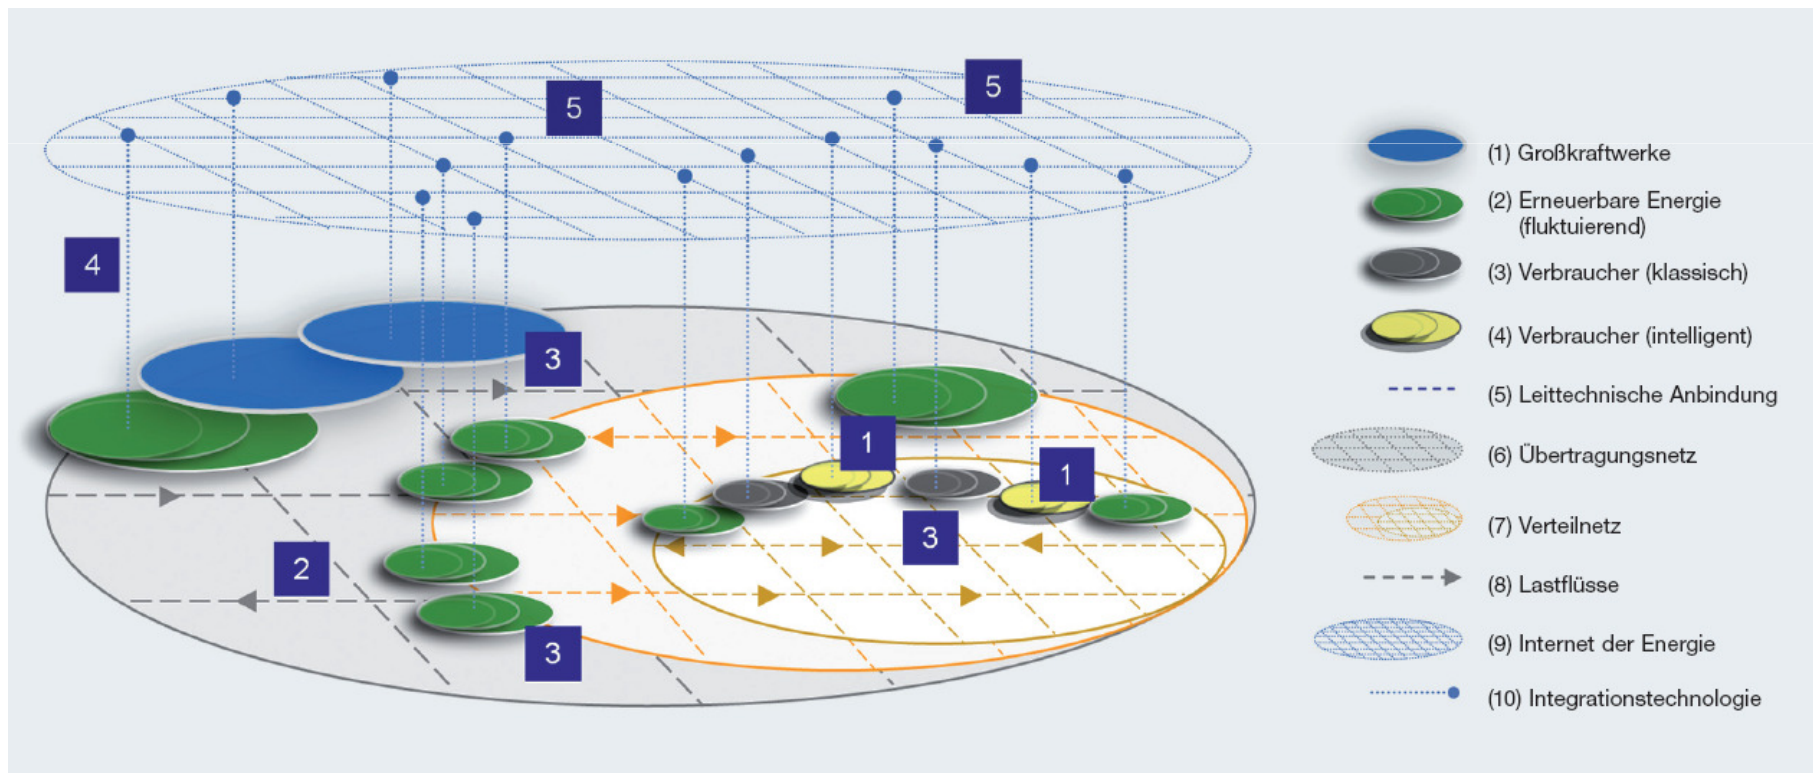 5
5
4
3
1
1
3
2
3
(1) Großkraftwerke
(2) Erneuerbare Energie
(fluktuierend)
(3) Verbraucher (klassisch)
(4) Verbraucher (intelligent)
(5) Leittechnische Anbindung
(6) Übertragungsnetz
(7) Verteilnetz
(8) Lastflüsse
(9) Internet der Energie
(10) Integrationstechnologie